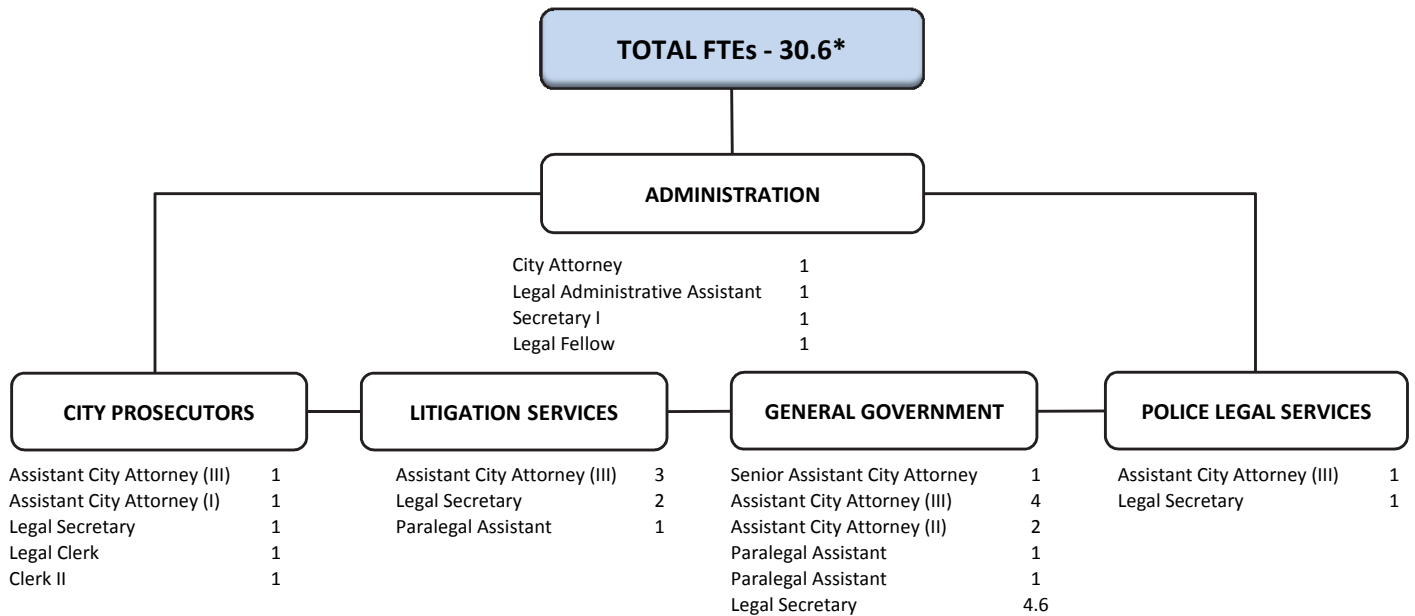 TOTAL FTEs - 30.6*
ADMINISTRATION
City Attorney 1
Legal Administrative Assistant 1
Secretary I 1
Legal Fellow 1
CITY PROSECUTORS
Assistant City Attorney (III) 1
Assistant City Attorney (I) 1
Legal Secretary 1
Legal Clerk 1
Clerk II 1
LITIGATION SERVICES
Assistant City Attorney (III) 3
Legal Secretary 2
Paralegal Assistant 1
GENERAL GOVERNMENT
Senior Assistant City Attorney 1
Assistant City Attorney (III) 4
Assistant City Attorney (II) 2
Paralegal Assistant 1
Paralegal Assistant 1
Legal Secretary 4.6
POLICE LEGAL SERVICES
Assistant City Attorney (III) 1
Legal Secretary 1